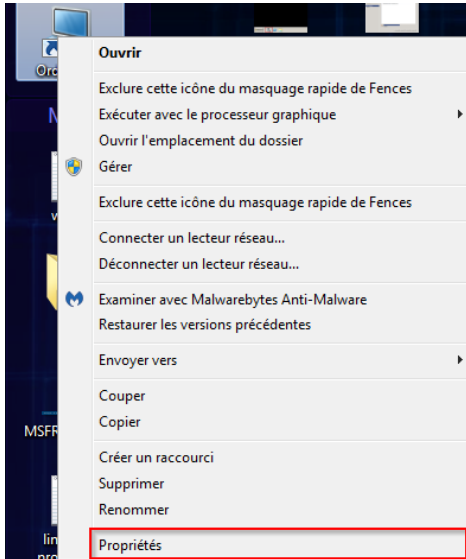 Ouvrir
Exclure cette icône du masquage rapide de Fences
Exécuter avec le processeur graphique
Ouvrir l'emplacement du dossier
Gérer
Exclure cette icône du masquage rapide de Fences
Connecter un lecteur réseau...
Déconnecter un lecteur réseau...
Examiner avec Malwarebytes Anti-Malware
Restaurer les versions précédentes
Envoyer vers
Couper
Copier
MSFR
Créer un raccourci
Supprimer
Renommer
Propriétés